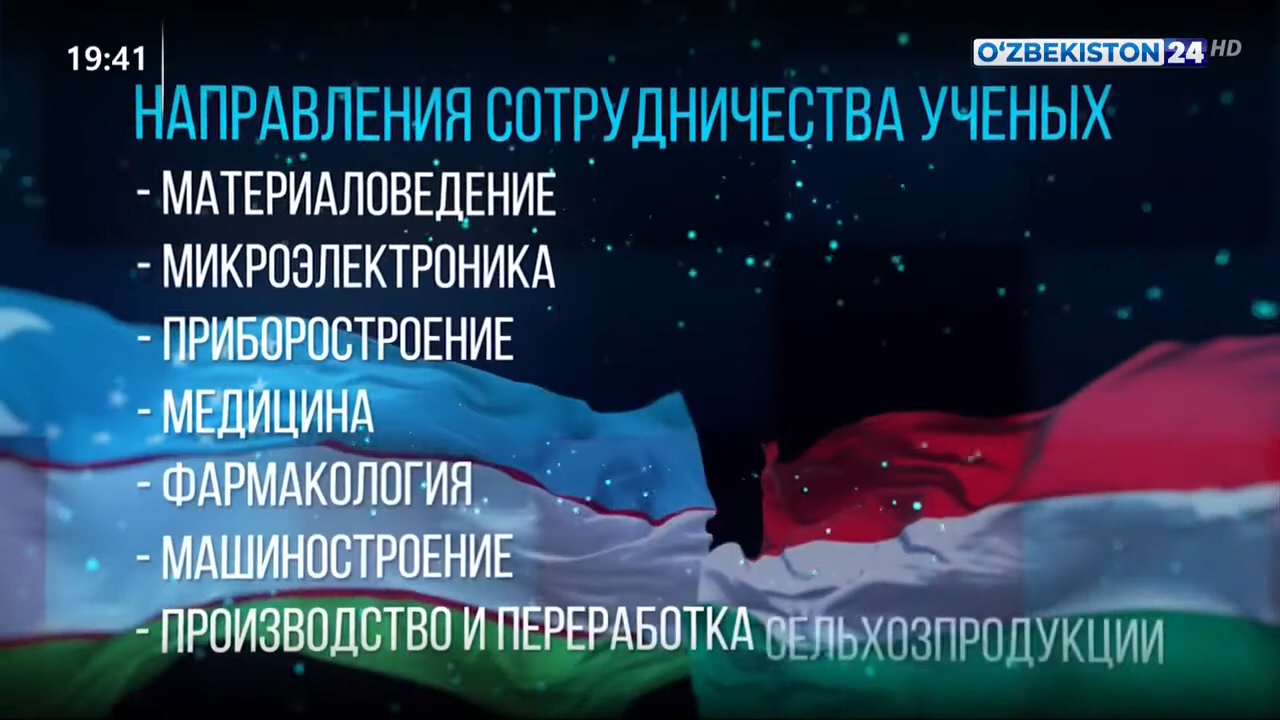 19:41
O‘ZBEKISTON 24 HD
НАПРАВЛЕНИЯ СОТРУДНИЧЕСТВА УЧЕНЫХ
- МАТЕРИАЛОВЕДЕНИЕ
- МИКРОЭЛЕКТРОНИКА
- ПРИБОРОСТРОЕНИЕ
- МЕДИЦИНА
- ФАРМАКОЛОГИЯ
- МАШИНОСТРОЕНИЕ
- ПРОИЗВОДСТВО И ПЕРЕРАБОТКА СЕЛЬХОЗПРОДУКЦИИ